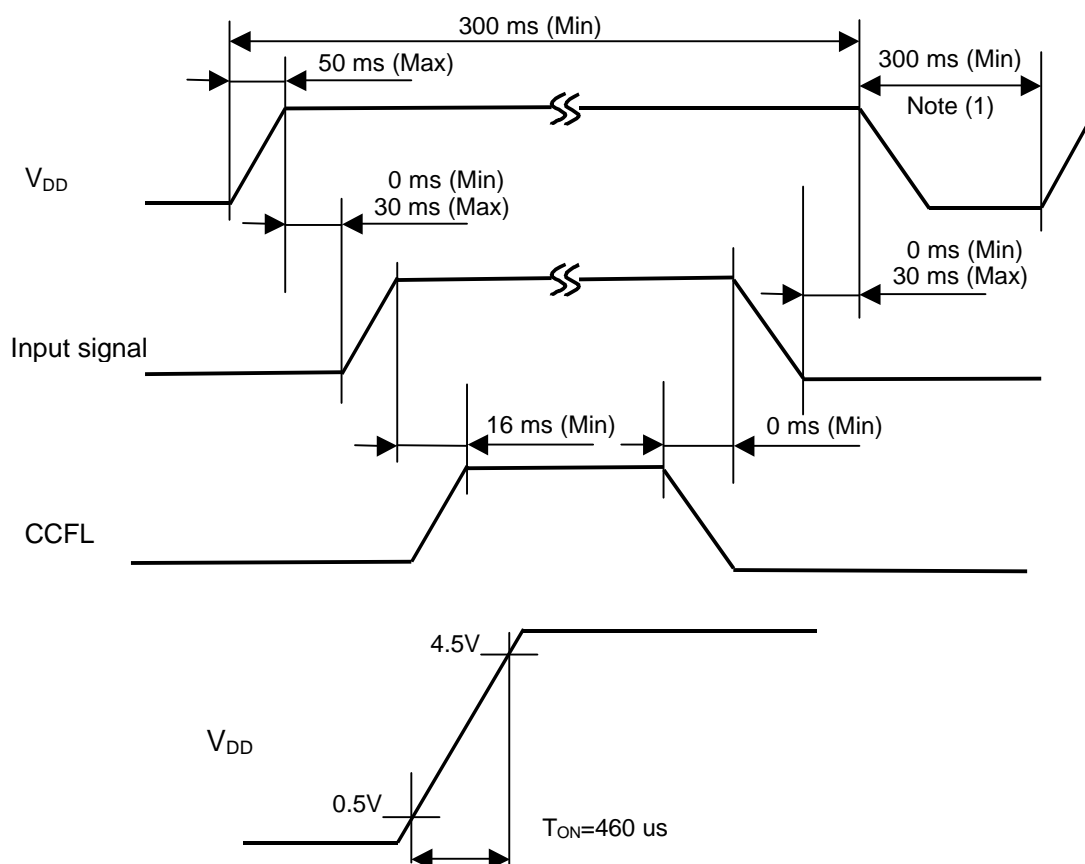 300 ms (Min)
50 ms (Max)
300 ms (Min)
Note (1)
VDD
0 ms (Min)
30 ms (Max)
0 ms (Min)
30 ms (Max)
Input signal
16 ms (Min)
0 ms (Min)
CCFL
4.5V
VDD
0.5V
TON=460 us